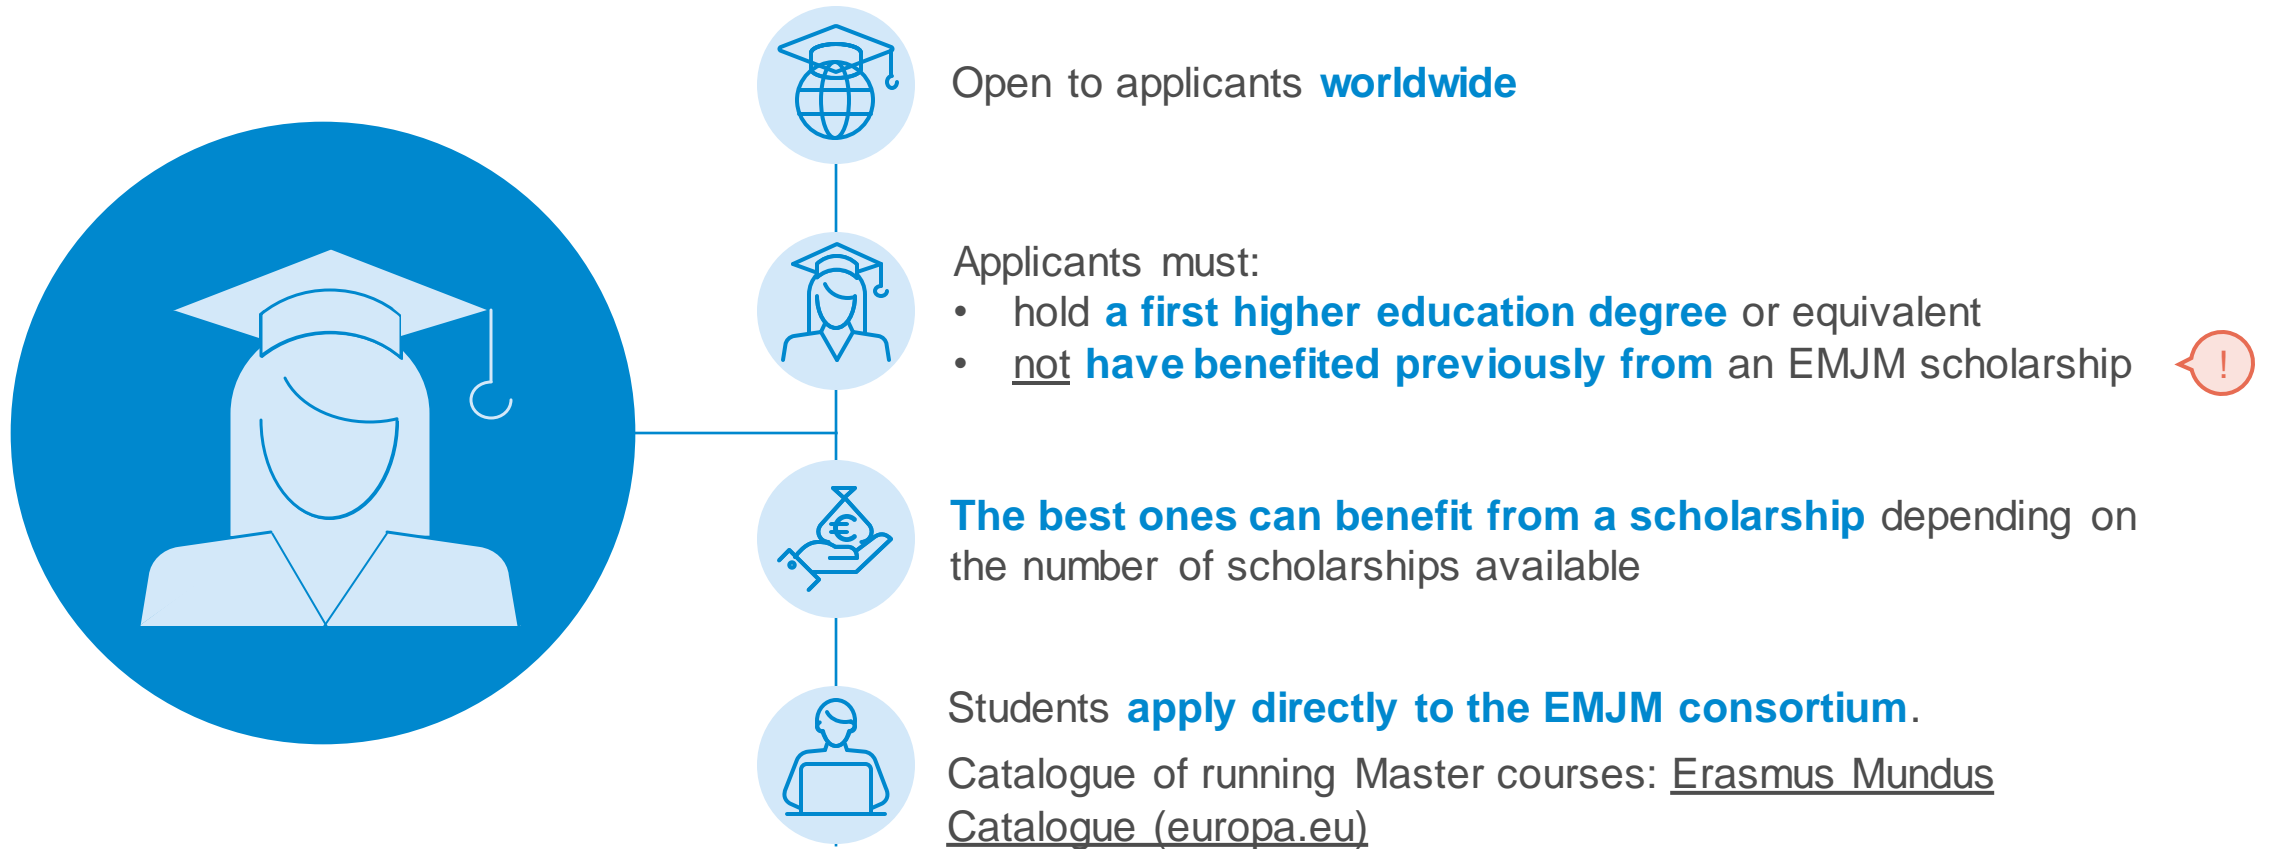 Open to applicants worldwide
Applicants must:
• hold a first higher education degree or equivalent
• not have benefited previously from an EMJM scholarship
!
€
The best ones can benefit from a scholarship depending on
the number of scholarships available
Students apply directly to the EMJM consortium.
Catalogue of running Master courses: Erasmus Mundus
Catalogue (europa.eu)